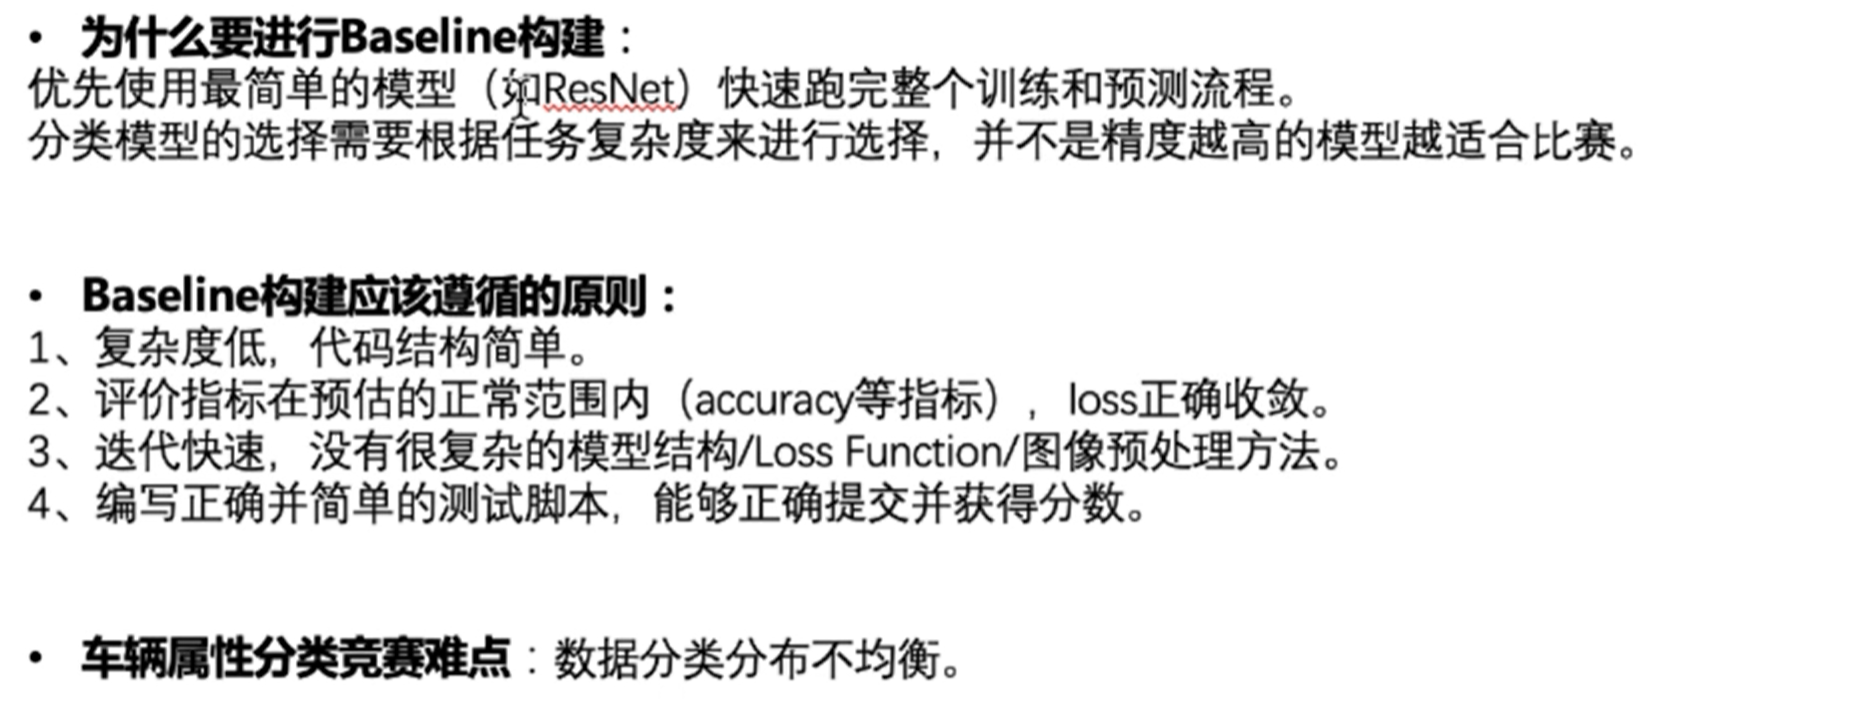 • 为什么要进行Baseline构建：
优先使用最简单的模型（如ResNet）快速跑完整个训练和预测流程。
分类模型的选择需要根据任务复杂度来进行选择，并不是精度越高的模型越适合比赛。
• Baseline构建应该遵循的原则：
1、复杂度低，代码结构简单。
2、评价指标在预估的正常范围内（accuracy等指标），loss正确收敛。
3、迭代快速，没有很复杂的模型结构/Loss Function/图像预处理方法。
4、编写正确并简单的测试脚本，能够正确提交并获得分数。
• 车辆属性分类竞赛难点：数据分类分布不均衡。